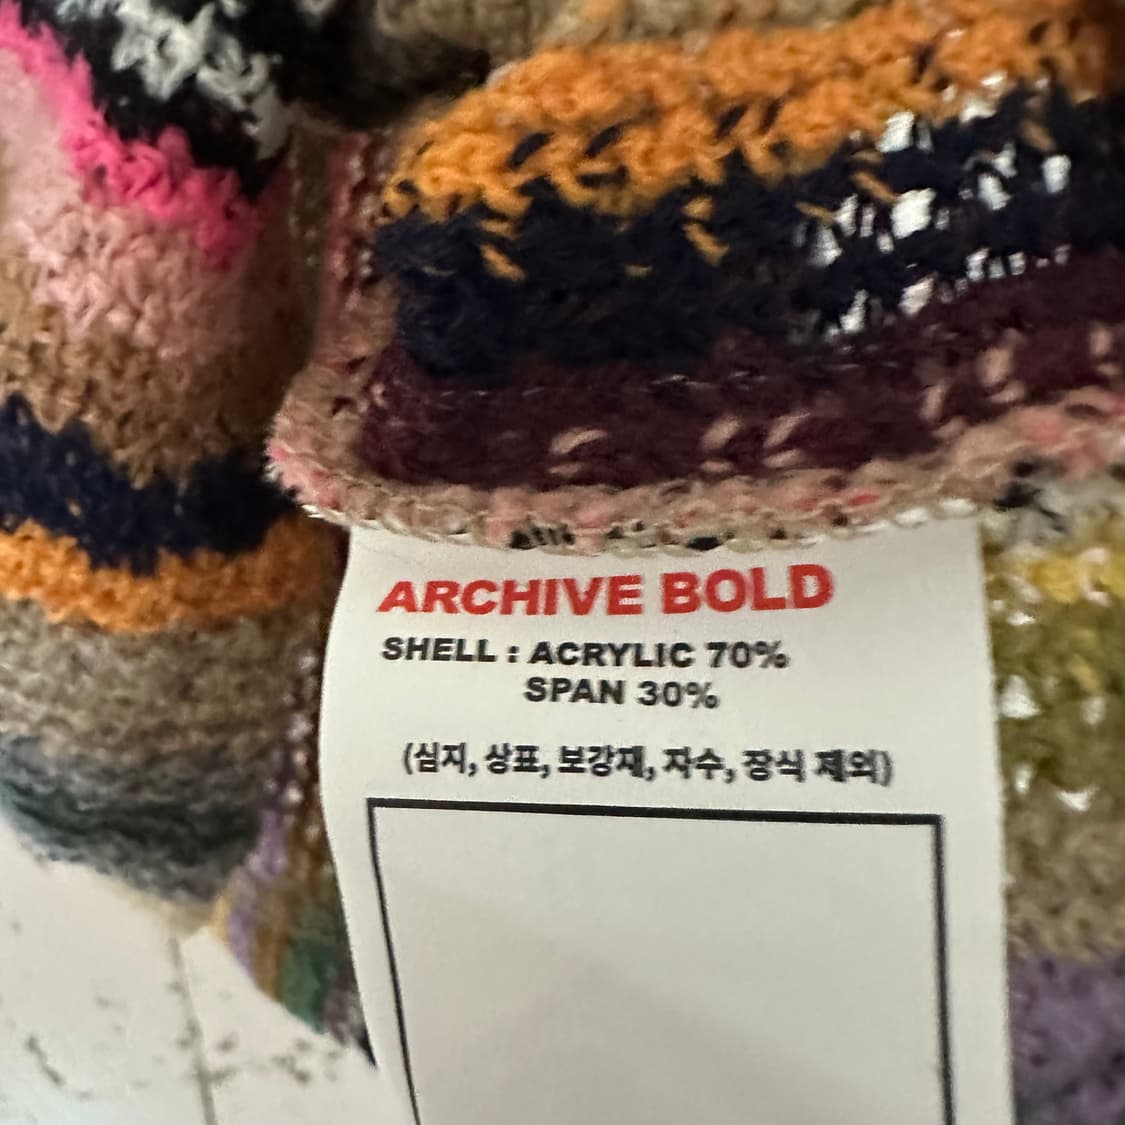 ARCHIVE BOLD
SHELL : ACRYLIC 70%
SPAN 30%
(심지, 상표, 보강재, 자수, 장식 제외)